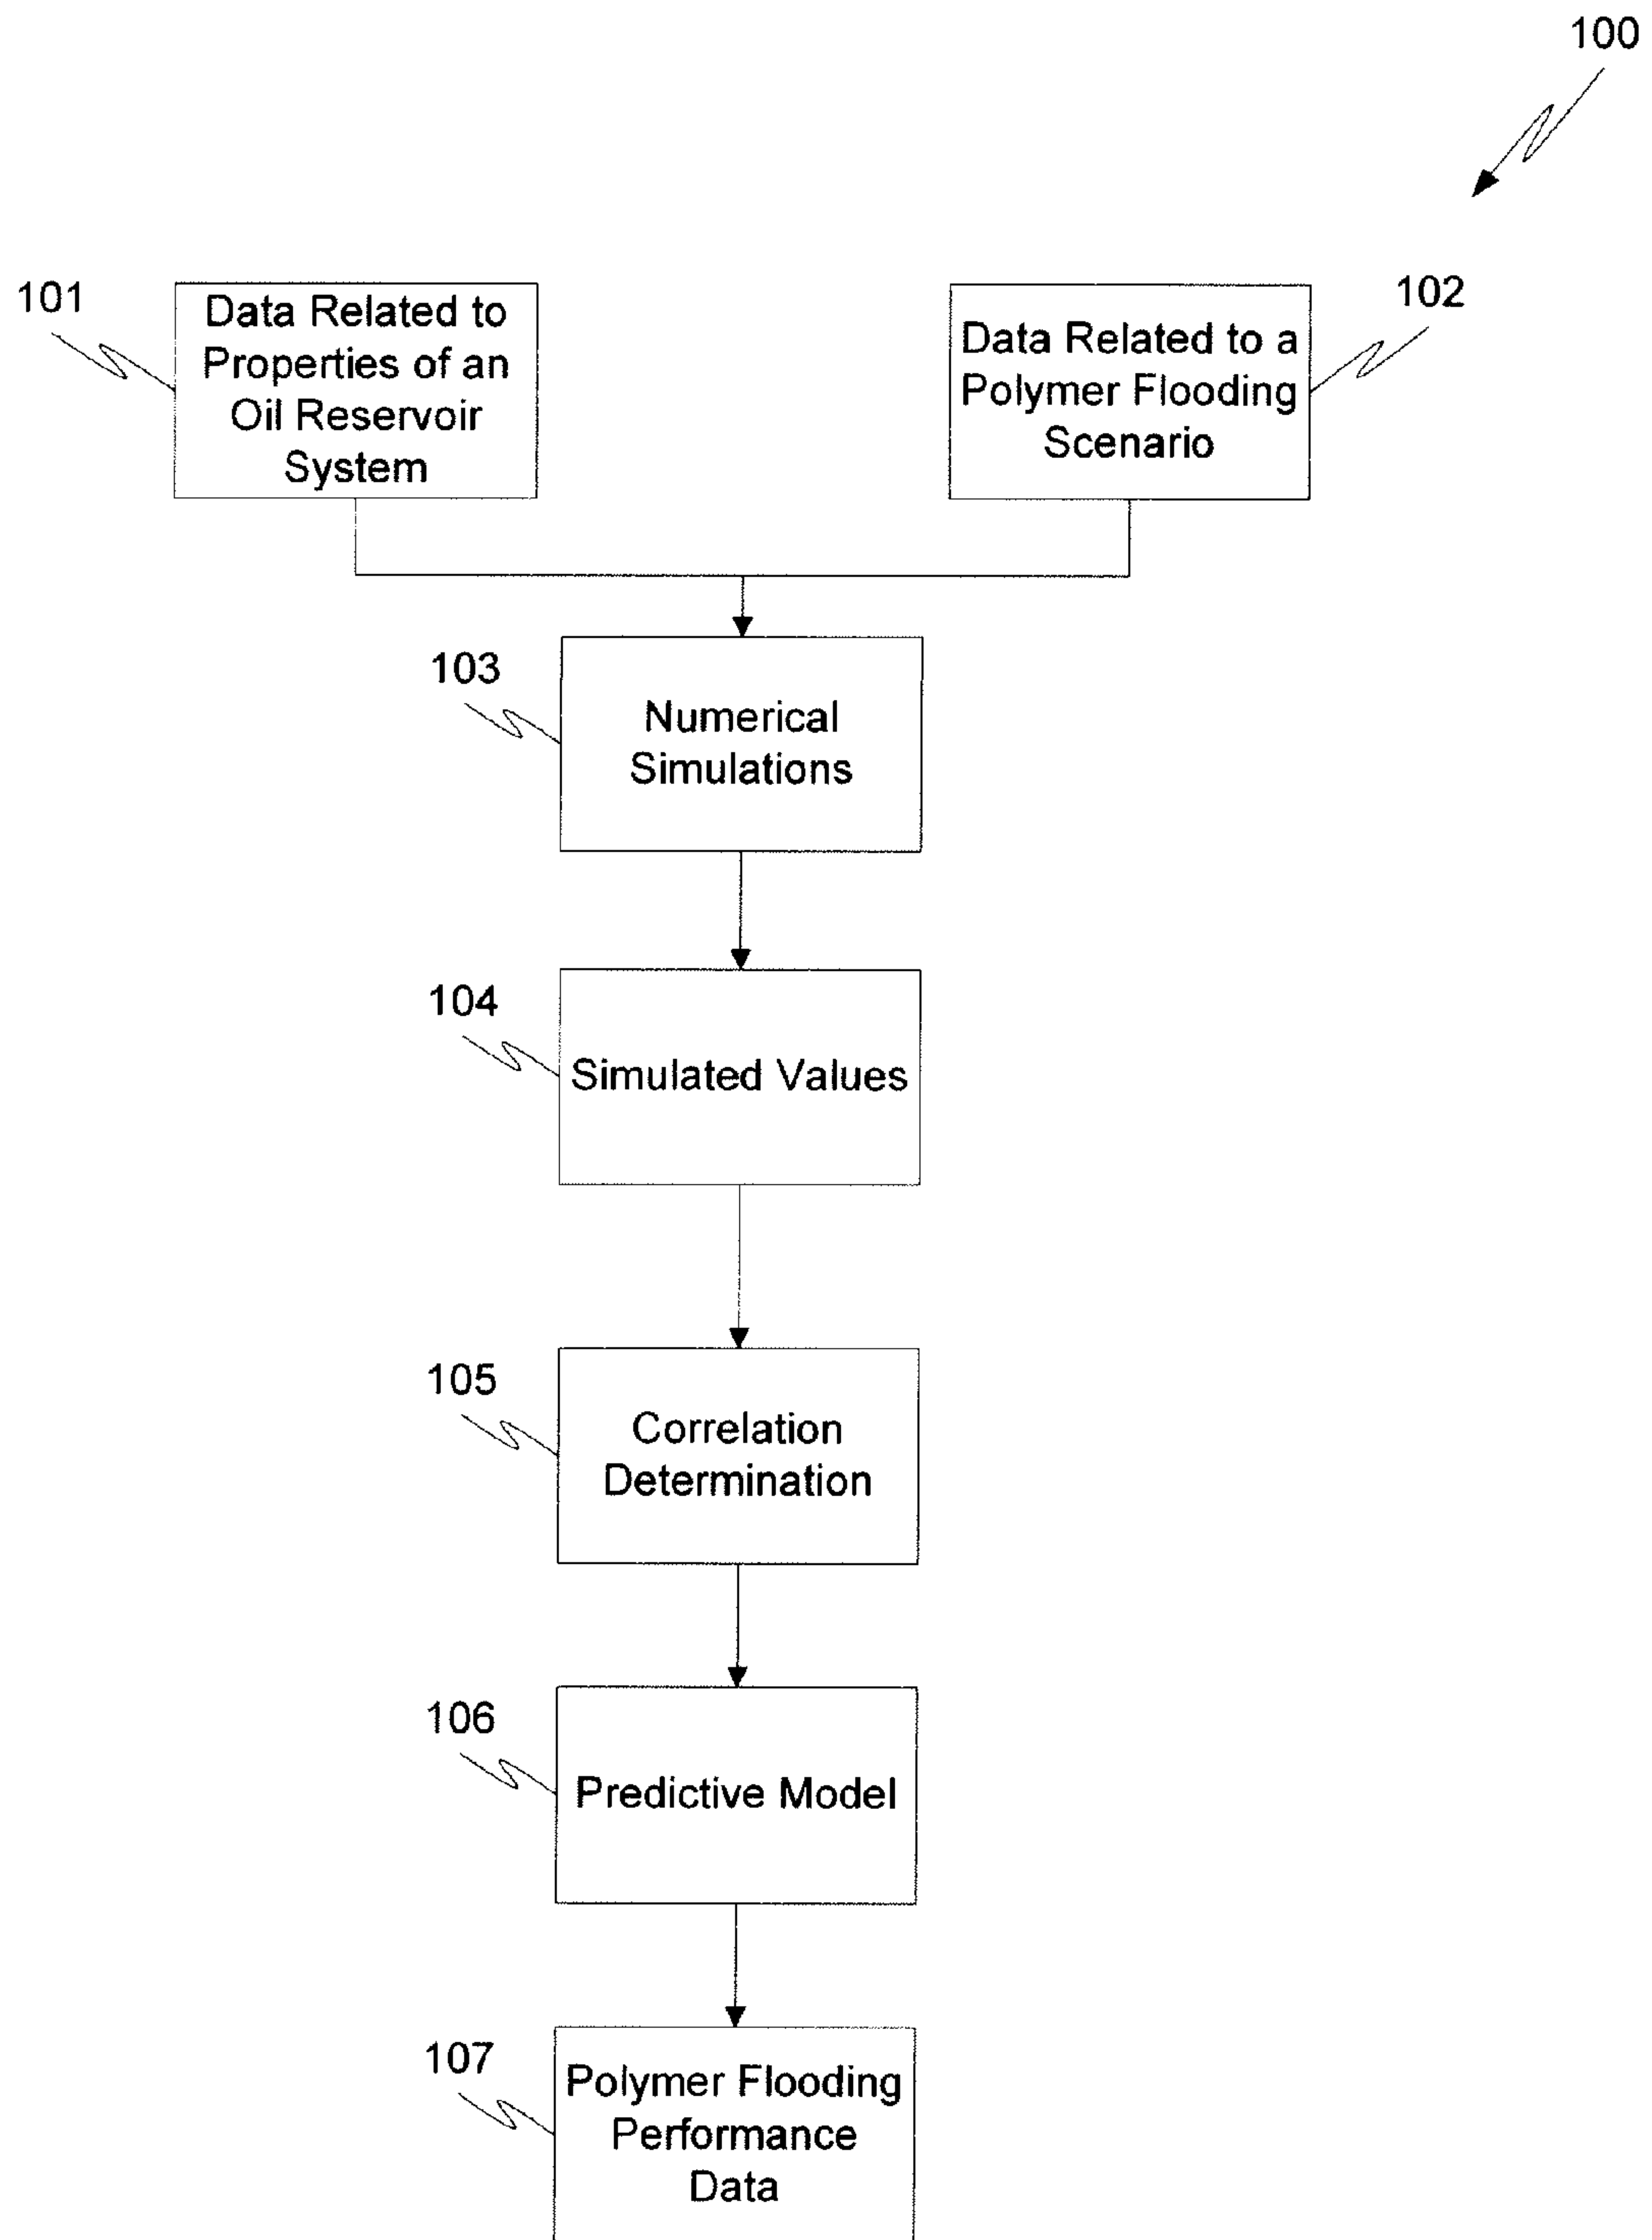 100
101
Data Related to
Properties of an
Oil Reservoir
System
102
Data Related to a
Polymer Flooding
Scenario
103
Numerical
Simulations
104
Simulated Values
105
Correlation
Determination
106
Predictive Model
107
Polymer Flooding
Performance
Data